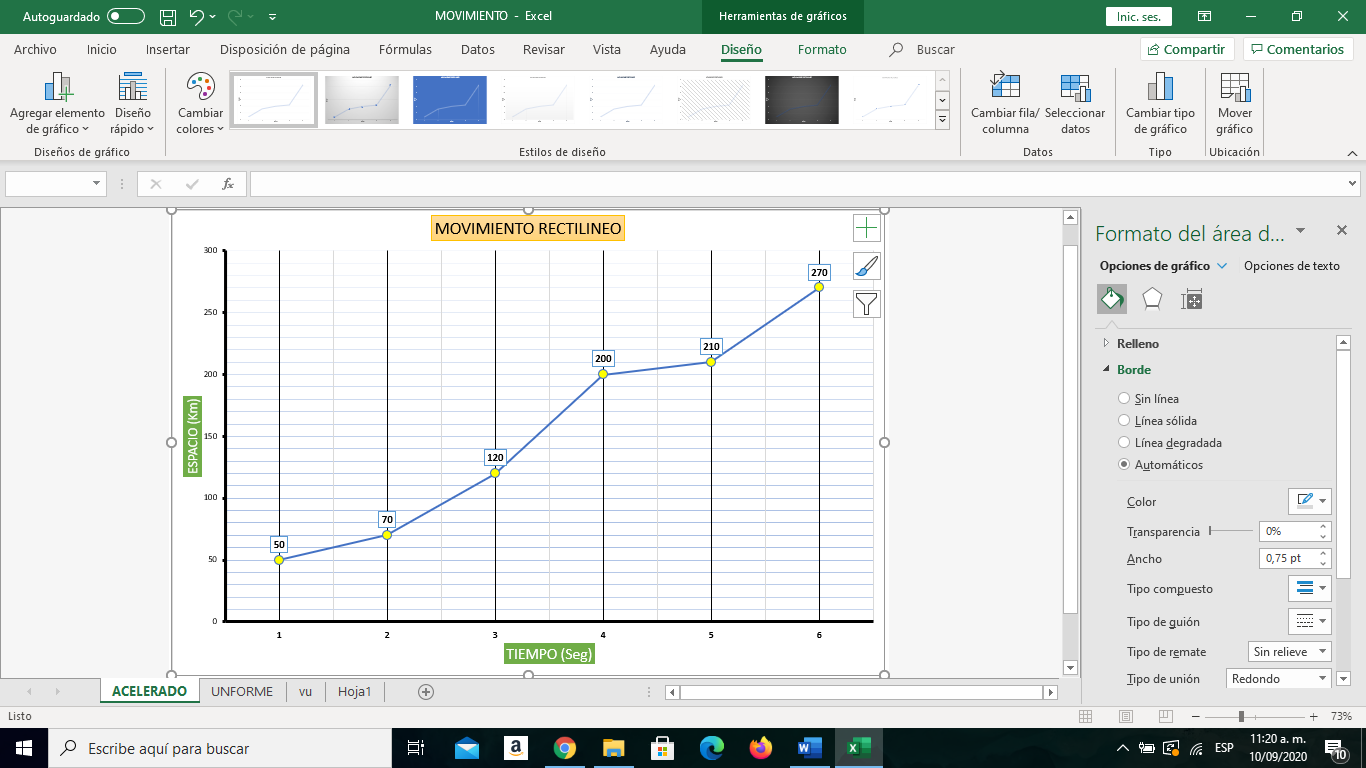 Autoguardado
MOVIMIENTO - Excel
Herramientas de gráficos
Inic. ses.
Archivo Inicio Insertar Disposición de página Fórmulas Datos Revisar Vista Ayuda Diseño Formato Buscar
Compartir
Comentarios
Agregar elemento de gráfico
Diseño rápido
Diseños de gráfico
Cambiar colores
Estilos de diseño
Cambiar fila/ columna
Seleccionar datos
Datos
Cambiar tipo de gráfico
Tipo
Mover gráfico
Ubicación
fx
MOVIMIENTO RECTILINEO
ESPACIO (Km)
300
250
200
150
100
50
0
50
70
120
200
210
270
1 2 3 4 5 6
TIEMPO (Seg)
Formato del área d...
Opciones de gráfico Opciones de texto
Relleno
Borde
Sin línea
Línea sólida
Línea degradada
Automáticos
Color
Transparencia 0%
Ancho 0,75 pt
Tipo compuesto
Tipo de guión
Tipo de remate Sin relieve
Tipo de unión Redondo
ACELERADO UNFORME vu Hoja1
Listo
73%
Escribe aquí para buscar
ESP
11:20 a. m.
10/09/2020
10